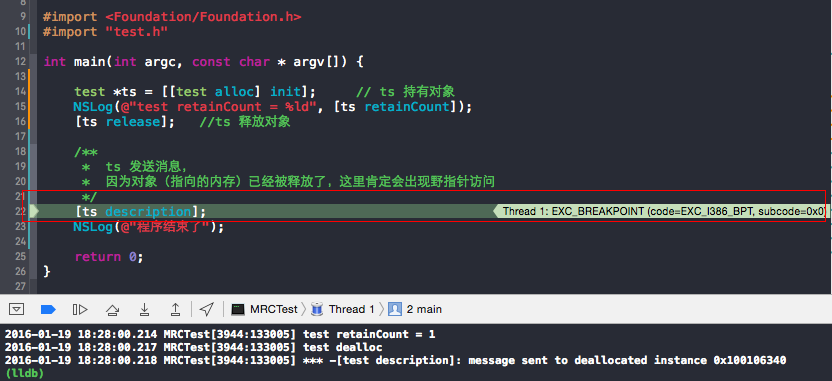 8
9 #import <Foundation/Foundation.h>
10 #import "test.h"
11
12 int main(int argc, const char * argv[]) {
13
14 test *ts = [[test alloc] init]; // ts 持有对象
15 NSLog(@"test retainCount = %ld", [ts retainCount]);
16 [ts release]; //ts 释放对象
17
18 /**
19 * ts 发送消息,
20 * 因为对象（指向的内存）已经被释放了，这里肯定会出现野指针访问
21 */
22 [ts description]; Thread 1: EXC_BREAKPOINT (code=EXC_I386_BPT, subcode=0x0)
23 NSLog(@"程序结束了");
24
25 return 0;
26 }
27
MRCTest Thread 1 2 main
2016-01-19 18:28:00.214 MRCTest[3944:133005] test retainCount = 1
2016-01-19 18:28:00.217 MRCTest[3944:133005] test dealloc
2016-01-19 18:28:00.218 MRCTest[3944:133005] *** -[test description]: message sent to deallocated instance 0x100106340
(lldb)